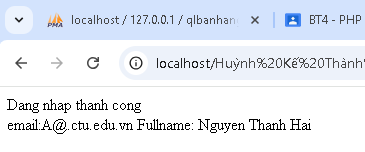 PMA
localhost / 127.0.0.1 / qlbanhan
BT4 - PHP
localhost/Huỳnh%20Kế%20Thành
Dang nhap thanh cong
email:A@.ctu.edu.vn Fullname: Nguyen Thanh Hai